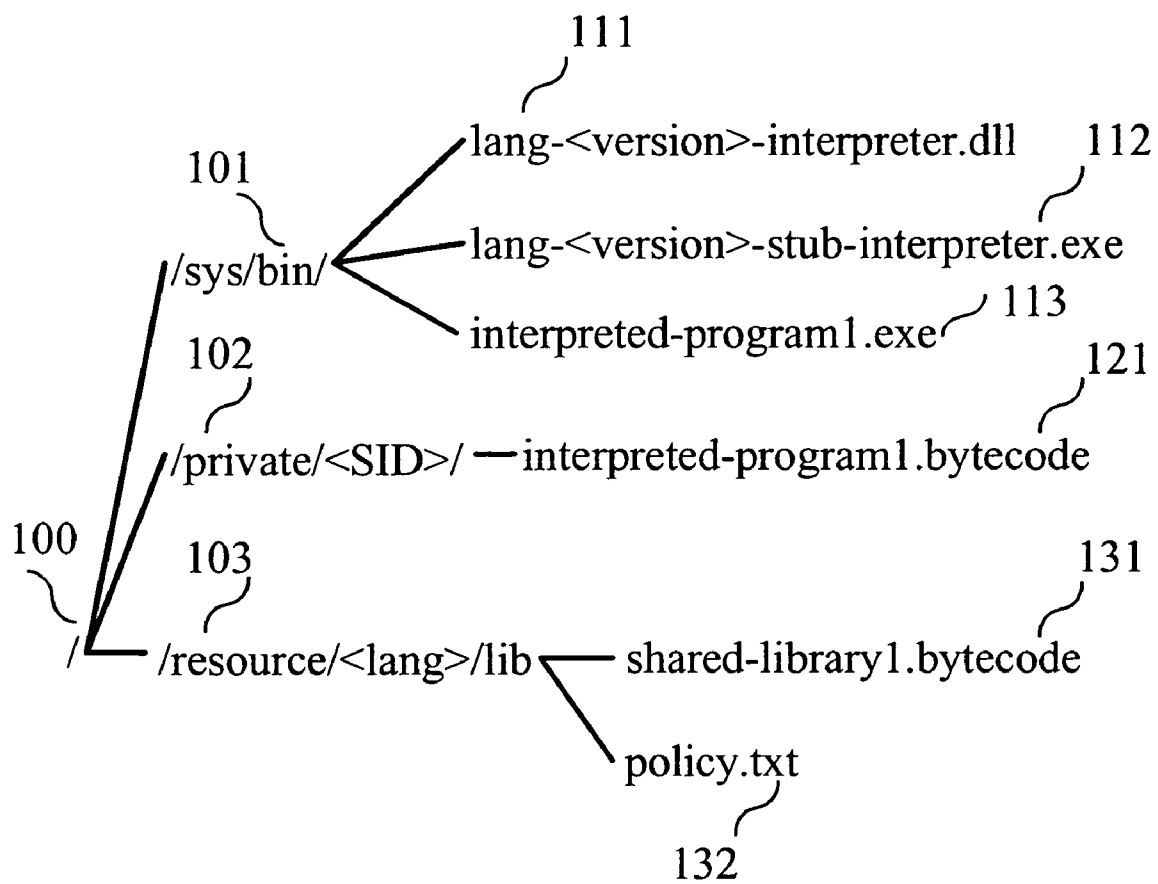 111
lang-<version>-interpreter.dll
101
112
lang-<version>-stub-interpreter.exe
/sys/bin/
113
interpreted-program1.exe
102
121
/private/<SID>/
interpreted-program1.bytecode
100
103
131
/
/resource/<lang>/lib
shared-library1.bytecode
policy.txt
132